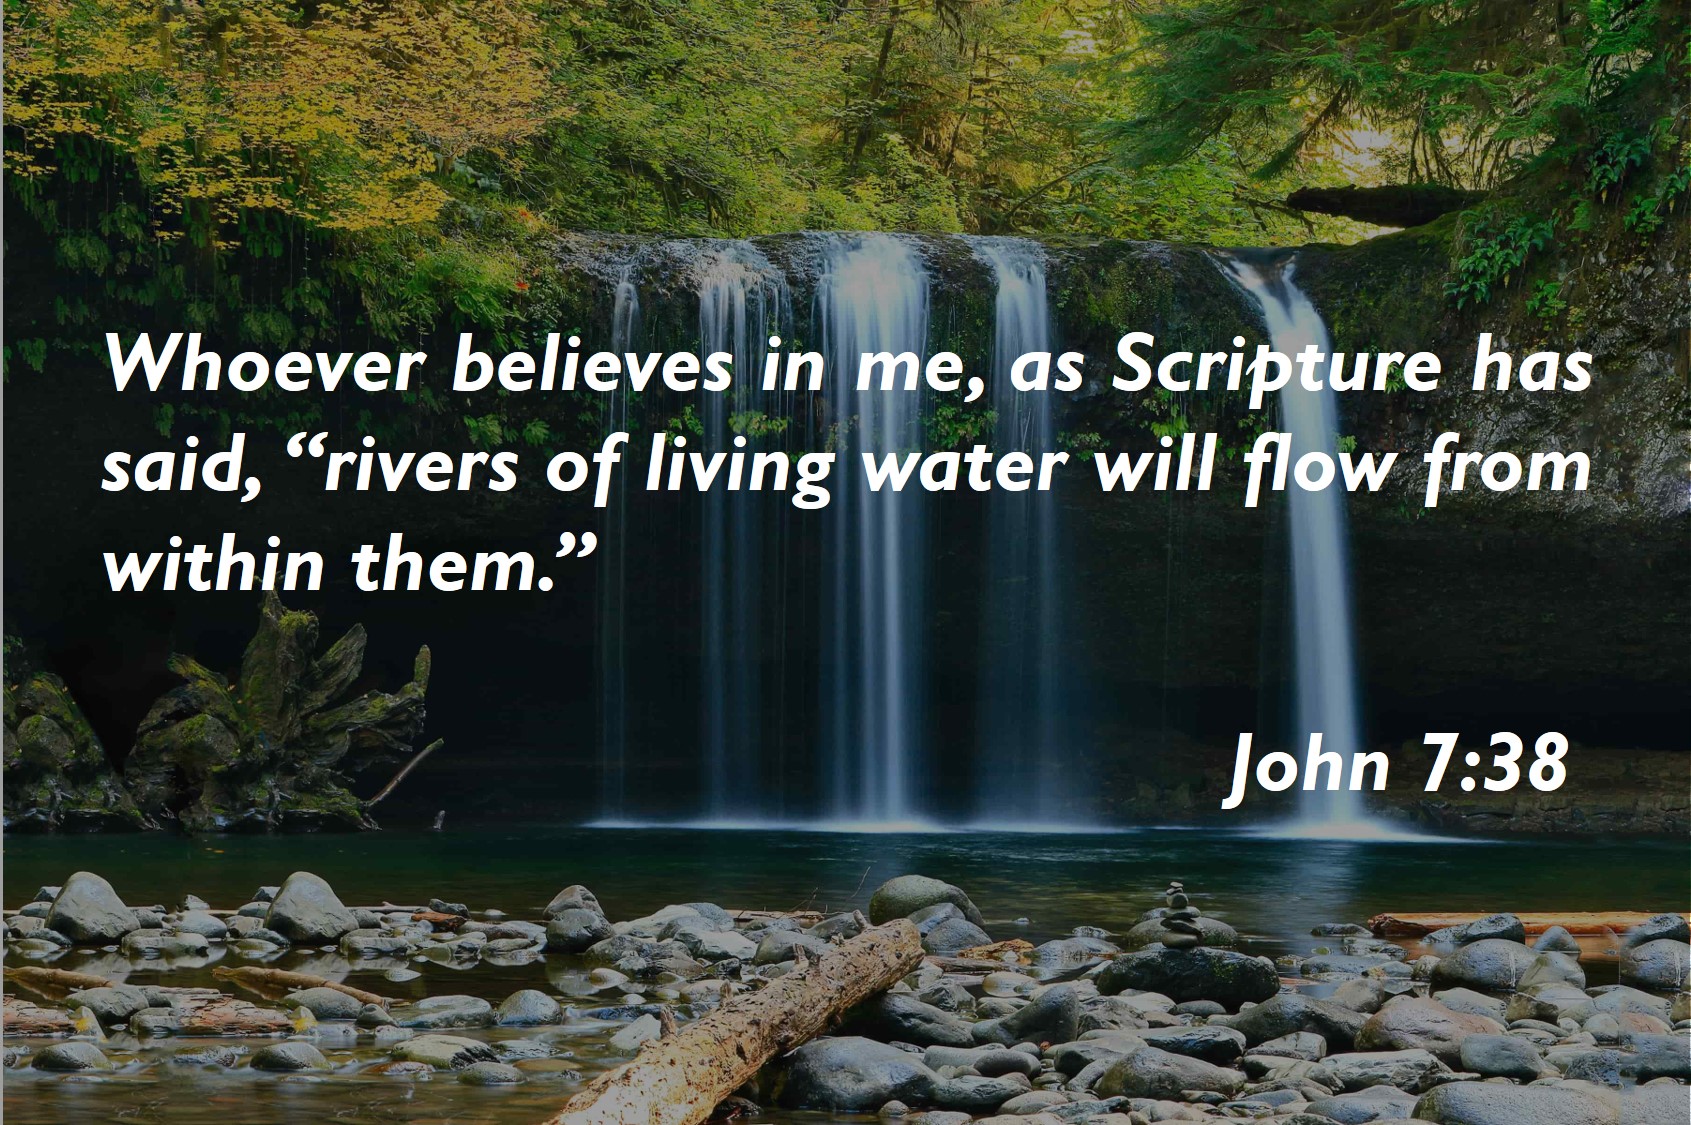 Whoever believes in me, as Scripture has
said, “rivers of living water will flow from
within them.”
John 7:38